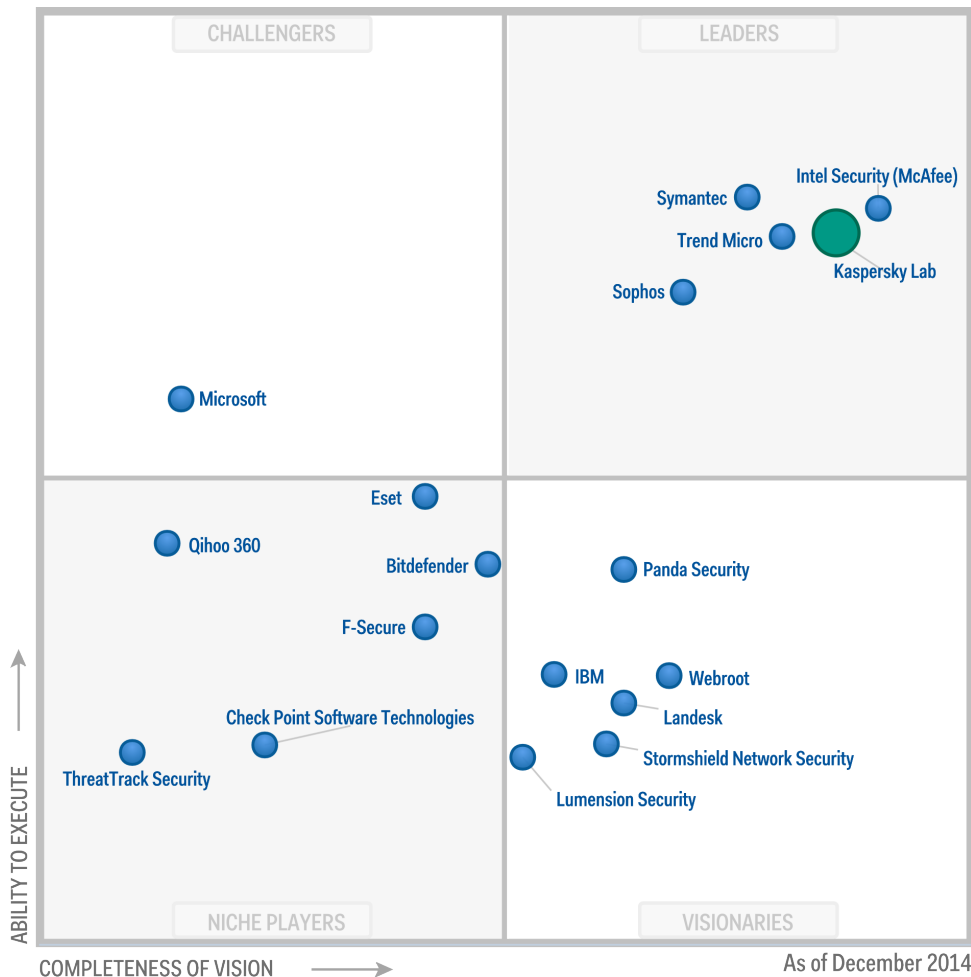 CHALLENGERS
LEADERS
Intel Security (McAfee)
Symantec
Trend Micro
Kaspersky Lab
Sophos
Microsoft
Eset
Qihoo 360
Bitdefender
Panda Security
F-Secure
IBM
Webroot
Landesk
Check Point Software Technologies
Stormshield Network Security
ThreatTrack Security
Lumension Security
ABILITY TO EXECUTE
NICHE PLAYERS
VISIONARIES
COMPLETENESS OF VISION
As of December 2014